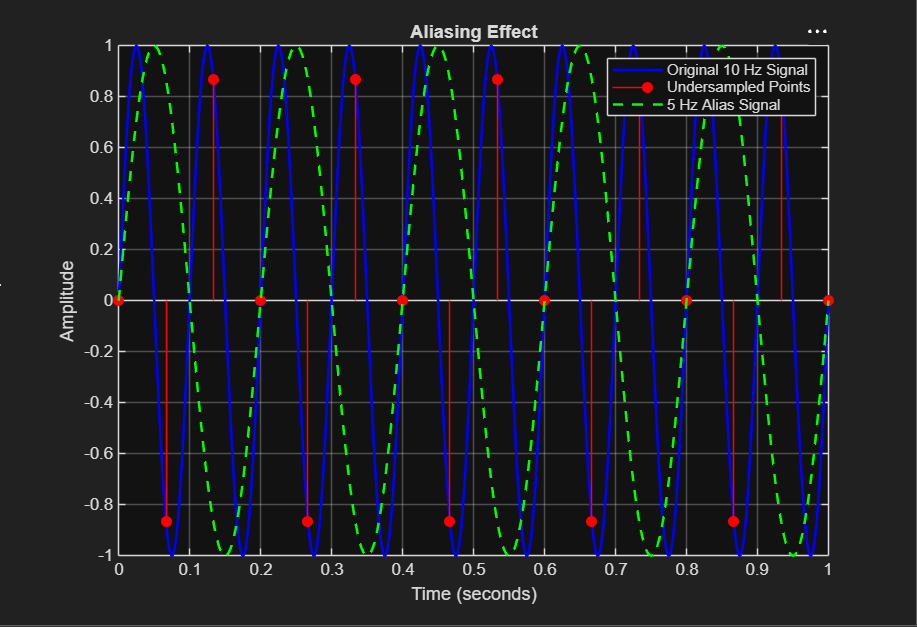 Aliasing Effect
Original 10 Hz Signal
Undersampled Points
5 Hz Alias Signal
1
0.8
0.6
0.4
0.2
0
-0.2
-0.4
-0.6
-0.8
-1
Amplitude
0 0.1 0.2 0.3 0.4 0.5 0.6 0.7 0.8 0.9 1
Time (seconds)